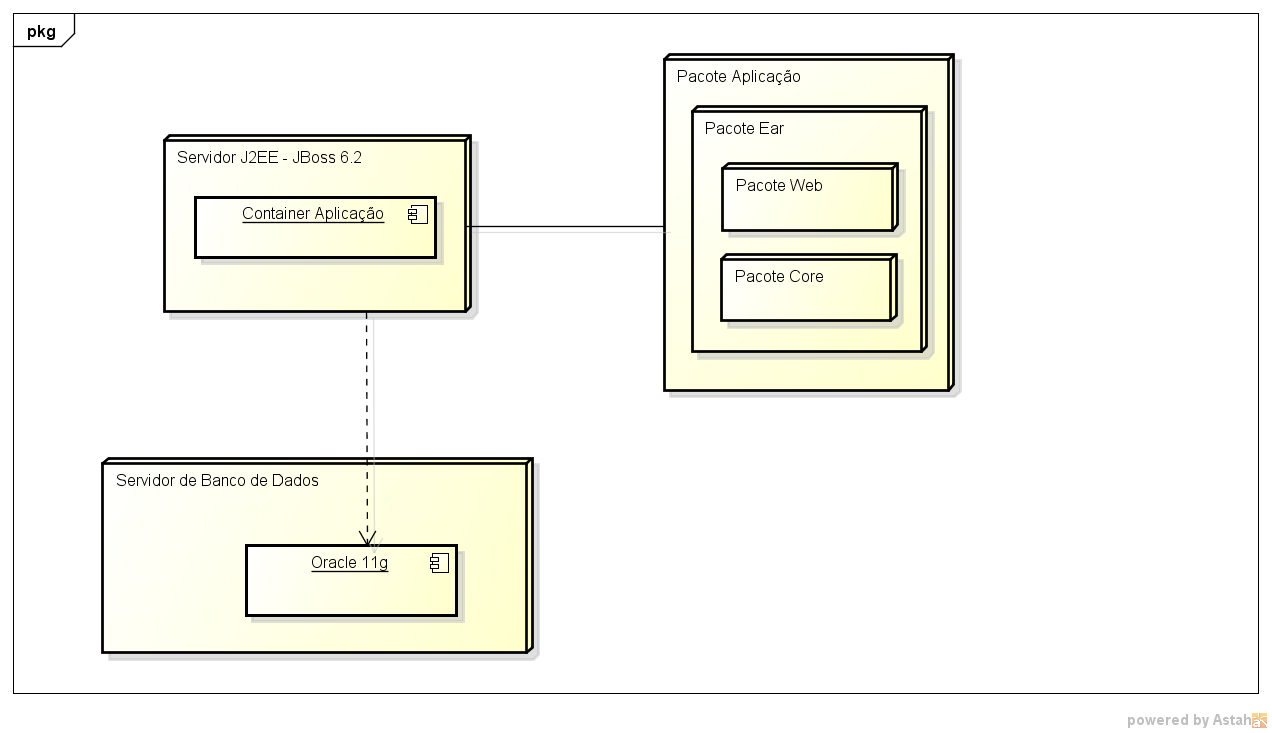 pkg
Pacote Aplicação
Pacote Ear
Servidor J2EE - JBoss 6.2
Pacote Web
Container Aplicação
Pacote Core
Servidor de Banco de Dados
Oracle 11g
powered by Astah